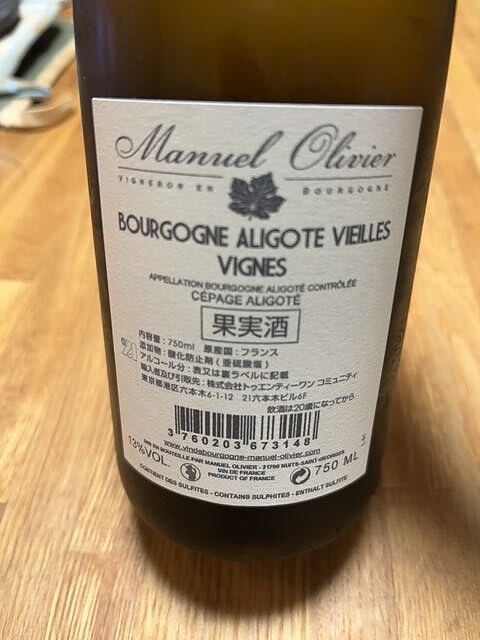 Manuel Olivier
VIGNERON EN BOURGOGNE
BOURGOGNE ALIGOTE VIEILLES
VIGNES
APPELLATION BOURGOGNE ALIGOTÉ CONTRÔLÉE
CÉPAGE ALIGOTÉ
果実酒
内容量：750ml 原産国：フランス
添加物：酸化防止剤（亜硫酸塩）
アルコール分：表又は裏ラベルに記載
輸入者及び引取先：株式会社トゥエンティーワン コミュニティ
東京都港区六本木6-1-12 21六本木ビル6F
飲酒は20歳になってから
3 760203 673148
www.vindebourgogne-manuel-olivier.com
13%VOL.
MIS EN BOUTEILLE PAR MANUEL OLIVIER - 21700 NUITS-SAINT-GEORGES
VIN DE FRANCE
PRODUCT OF FRANCE
750 ML
CONTIENT DES SULFITES - CONTAINS SULPHITES - ENTHALT SULFITE